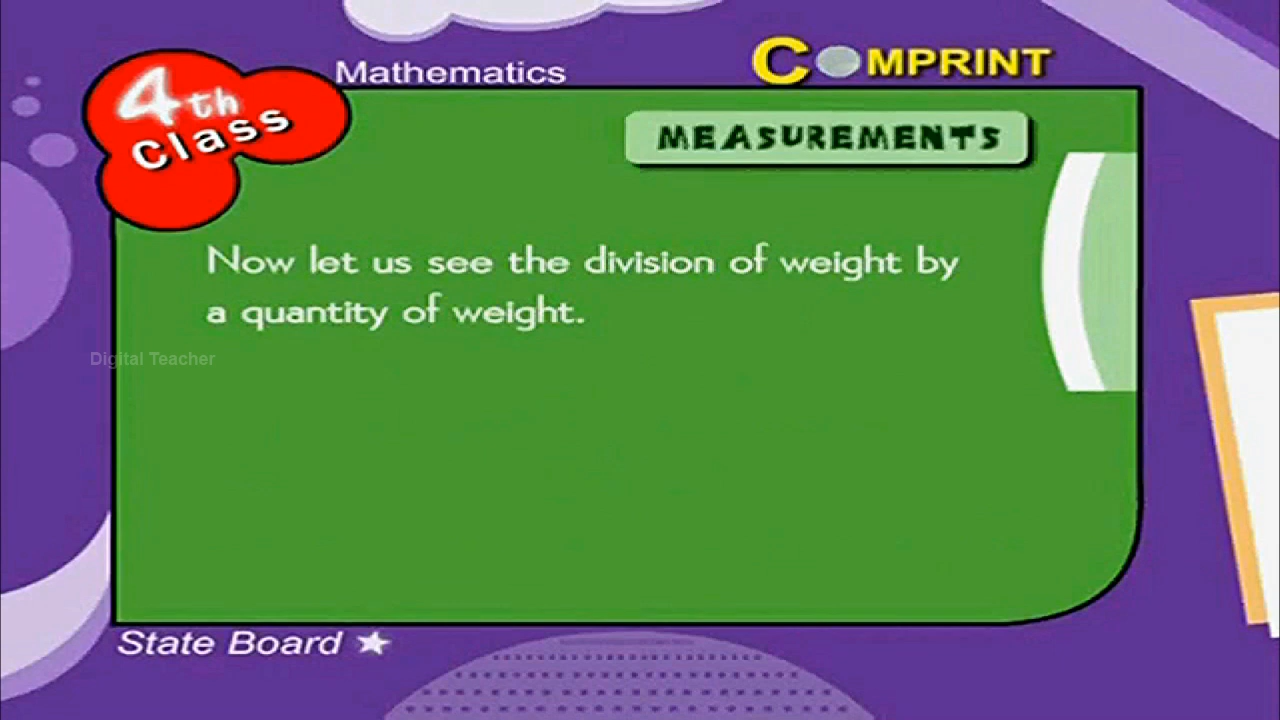 4th
Class
Mathematics
COMPRINT
MEASUREMENTS
Now let us see the division of weight by
a quantity of weight.
Digital Teacher
State Board